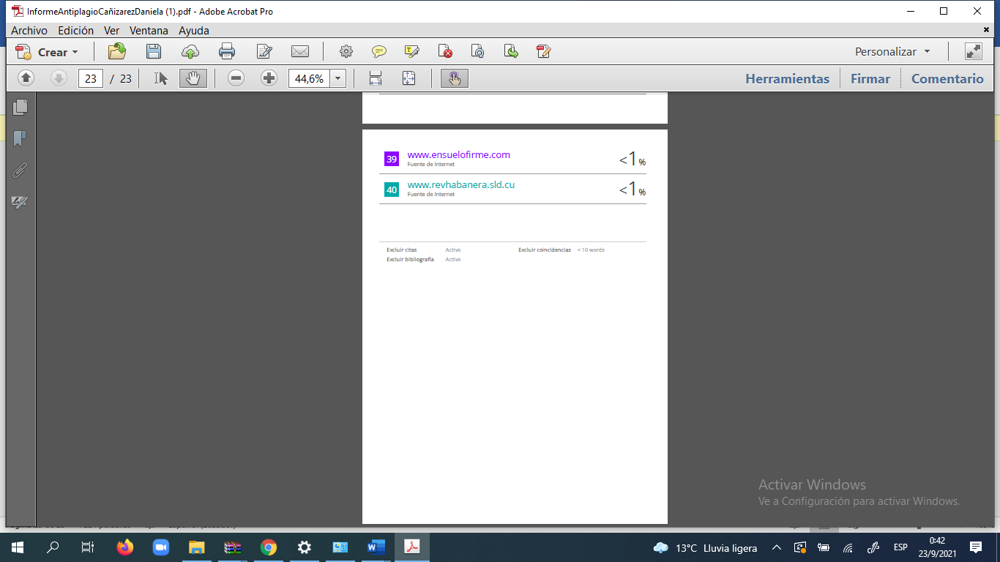 InformeAntiplagioCañizarezDaniela (1).pdf - Adobe Acrobat Pro
Archivo Edición Ver Ventana Ayuda
Crear
Personalizar
23 / 23
44,6%
Herramientas Firmar Comentario
39 www.ensuelofirme.com <1%
Fuente de Internet
40 www.revhabanera.sld.cu <1%
Fuente de Internet
Excluir citas Activo Excluir coincidencias < 10 words
Excluir bibliografía Activo
Activar Windows
Ve a Configuración para activar Windows.
13°C Lluvia ligera
ESP
0:42
23/9/2021